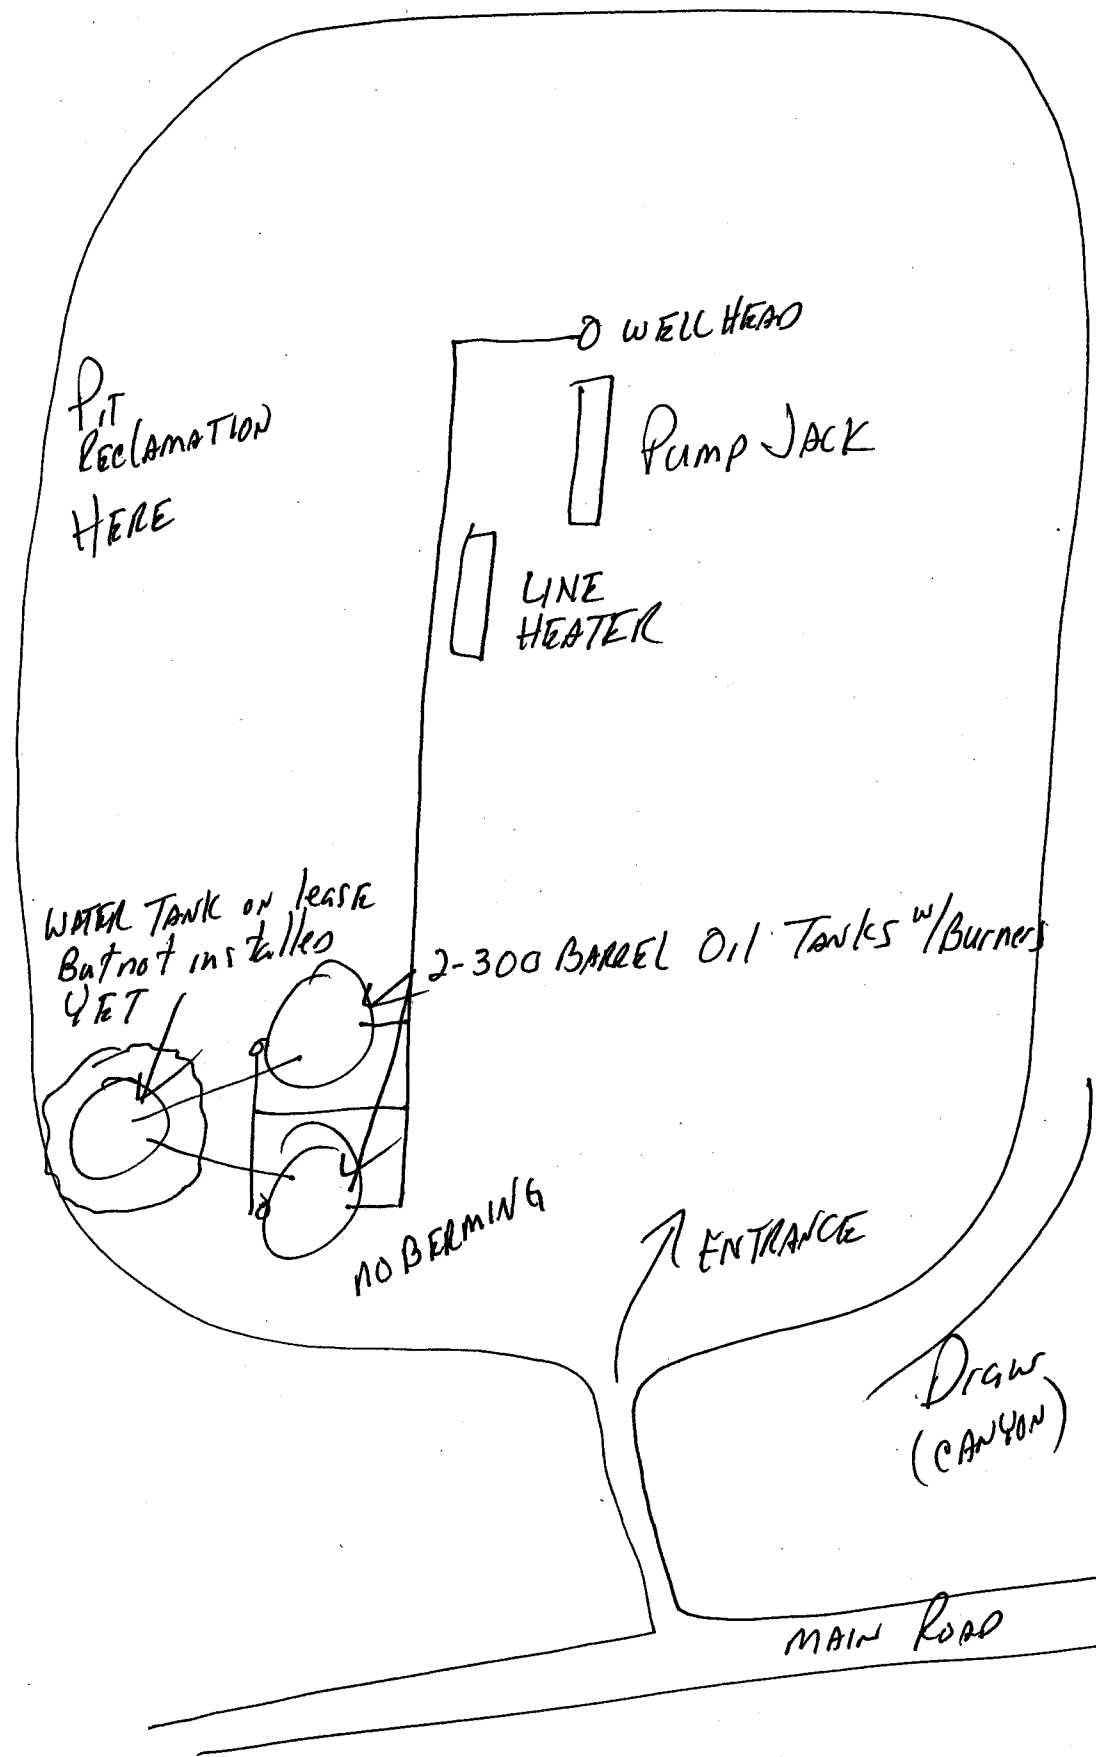 O WELL HEAD
PIT
RECLAMATION
HERE
PUMP JACK
LINE
HEATER
WATER TANK ON lease
But not installed
YET
2-300 BARREL OIL TANKS w/Burners
NO BERMING
ENTRANCE
Draw
(CANYON)
MAIN ROAD